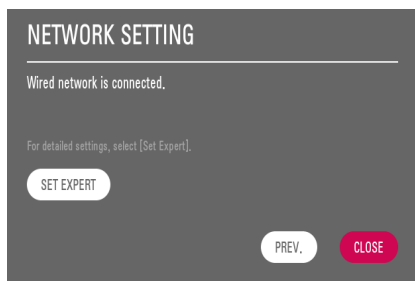 NETWORK SETTING
Wired network is connected.
For detailed settings, select [Set Expert].
SET EXPERT
PREV.
CLOSE